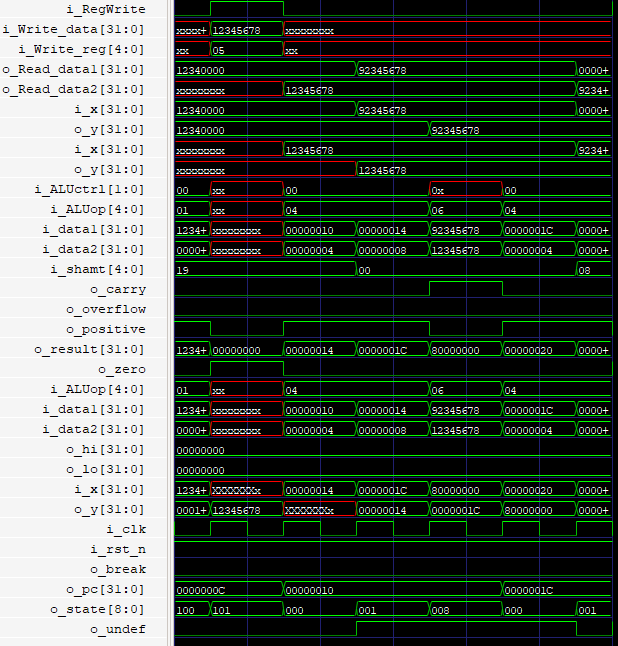 i_RegWrite
i_Write_data[31:0] xxxx+ 12345678 xxxxxxxx
i_Write_reg[4:0] xx 05 xx
o_Read_data1[31:0] 12340000 92345678 0000+
o_Read_data2[31:0] xxxxxxxx 12345678 9234+
i_x[31:0] 12340000 92345678 0000+
o_y[31:0] 12340000 92345678
i_x[31:0] xxxxxxxx 12345678 9234+
o_y[31:0] xxxxxxxx 12345678
i_ALUctrl[1:0] 00 xx 00 0x 00
i_ALUop[4:0] 01 xx 04 06 04
i_data1[31:0] 1234+ xxxxxxxx 00000010 00000014 92345678 0000001C 0000+
i_data2[31:0] 0000+ xxxxxxxx 00000004 00000008 12345678 00000004 0000+
i_shamt[4:0] 19 00 08
o_carry
o_overflow
o_positive
o_result[31:0] 1234+ 00000000 00000014 0000001C 80000000 00000020 0000+
o_zero
i_ALUop[4:0] 01 xx 04 06 04
i_data1[31:0] 1234+ xxxxxxxx 00000010 00000014 92345678 0000001C 0000+
i_data2[31:0] 0000+ xxxxxxxx 00000004 00000008 12345678 00000004 0000+
o_hi[31:0] 00000000
o_lo[31:0] 00000000
i_x[31:0] 1234+ XXXXXXXx 00000014 0000001C 80000000 00000020 0000+
o_y[31:0] 0001+ 12345678 XXXXXXXx 00000014 0000001C 80000000 0000+
i_clk
i_rst_n
o_break
o_pc[31:0] 0000000C 00000010 0000001C
o_state[8:0] 100 101 000 001 008 000 001
o_undef